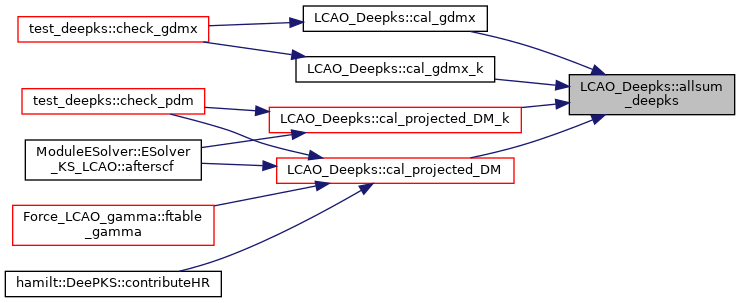 test_deepks::check_gdmx
LCAO_Deepks::cal_gdmx
LCAO_Deepks::cal_gdmx_k
LCAO_Deepks::allsum
_deepks
test_deepks::check_pdm
LCAO_Deepks::cal_projected_DM_k
ModuleESolver::ESolver
_KS_LCAO::afterscf
LCAO_Deepks::cal_projected_DM
Force_LCAO_gamma::ftable
_gamma
hamilt::DeePKS::contributeHR